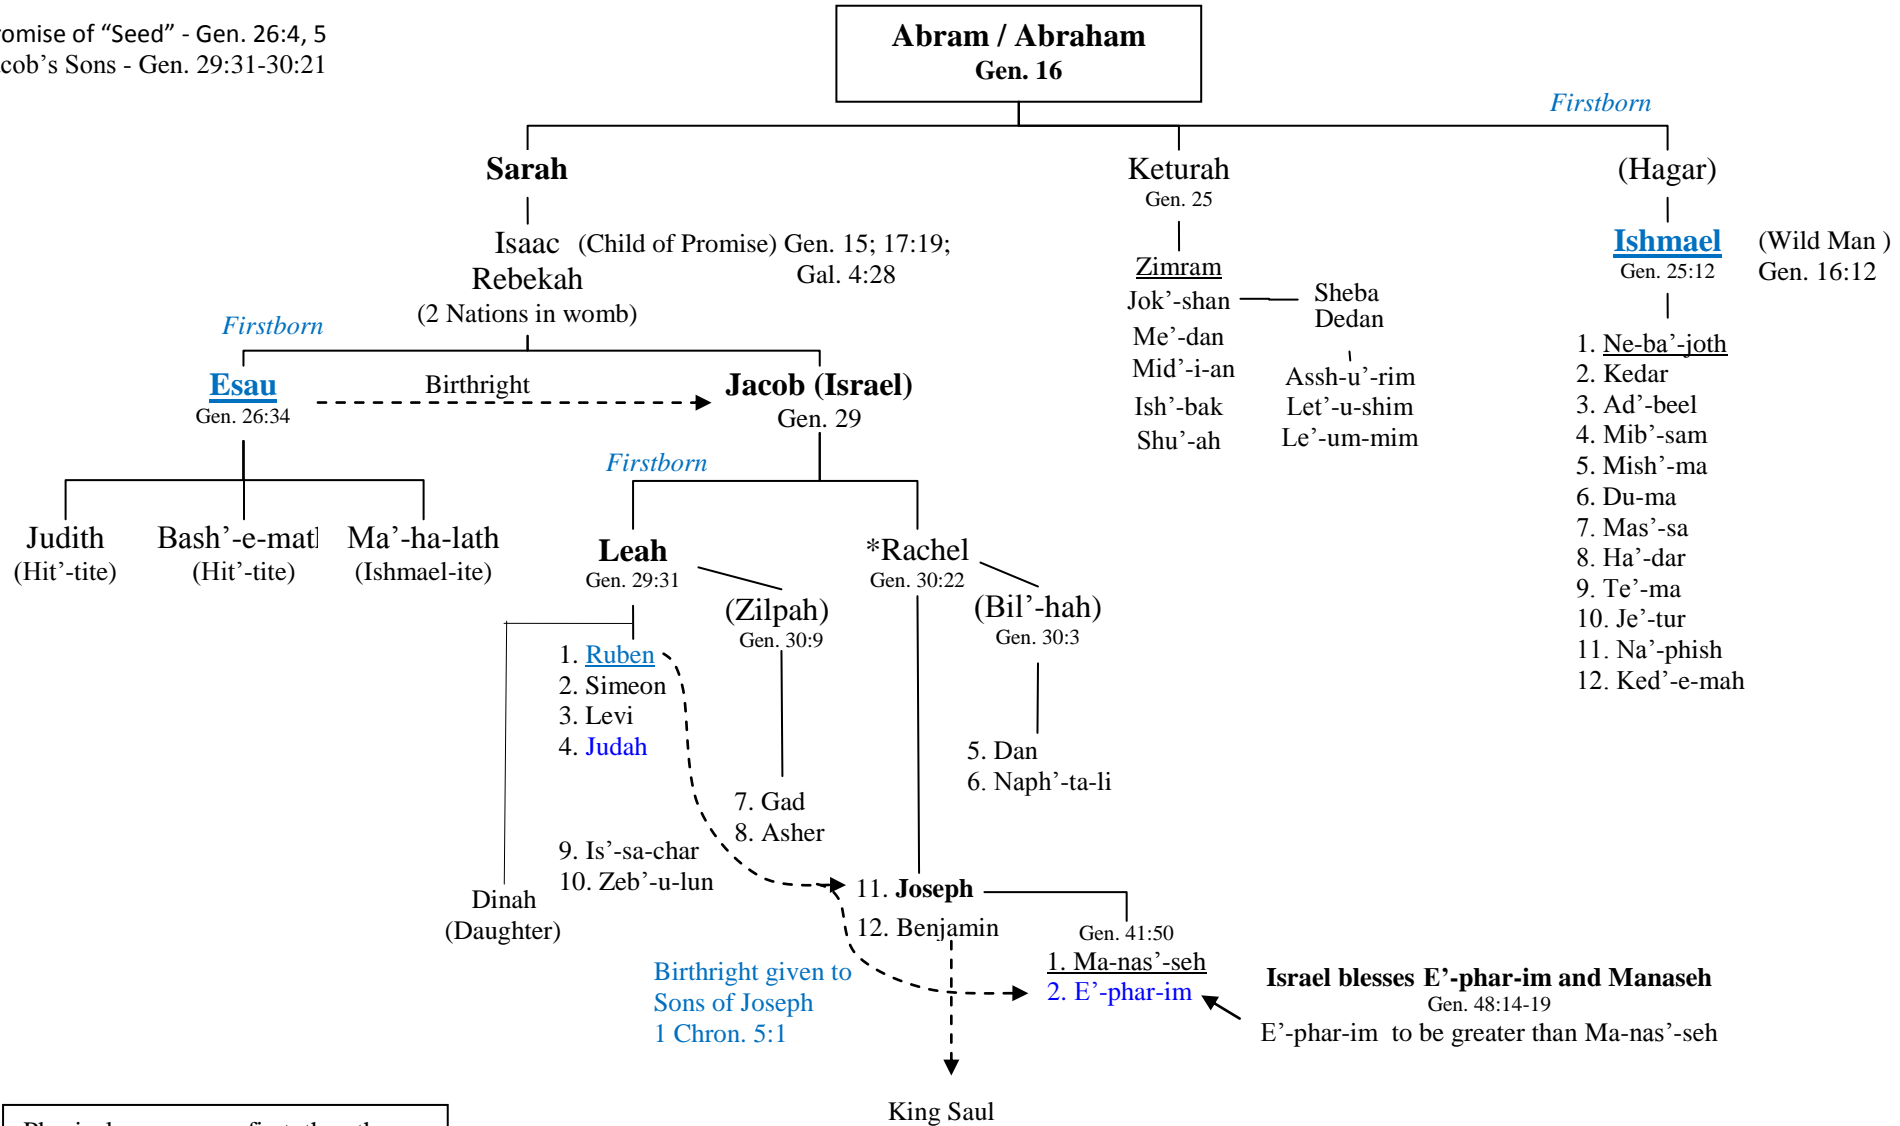 omise of “Seed” - Gen. 26:4, 5
cob’s Sons - Gen. 29:31-30:21
Abram / Abraham
Gen. 16
Firstborn
Sarah
Keturah
Gen. 25
(Hagar)
Isaac (Child of Promise) Gen. 15; 17:19;
Gal. 4:28
Rebekah
(2 Nations in womb)
Zimram
Jok’-shan
Me’-dan
Mid’-i-an
Ish’-bak
Shu’-ah
Sheba
Dedan
Assh-u’-rim
Let’-u-shim
Le’-um-mim
Ishmael
Gen. 25:12
(Wild Man )
Gen. 16:12
1. Ne-ba’-joth
2. Kedar
3. Ad’-beel
4. Mib’-sam
5. Mish’-ma
6. Du-ma
7. Mas’-sa
8. Ha’-dar
9. Te’-ma
10. Je’-tur
11. Na’-phish
12. Ked’-e-mah
Firstborn
Esau
Gen. 26:34
Birthright
Jacob (Israel)
Gen. 29
Firstborn
Judith
(Hit’-tite)
Bash’-e-mat
(Hit’-tite)
Ma’-ha-lath
(Ishmael-ite)
Leah
Gen. 29:31
(Zilpah)
Gen. 30:9
*Rachel
Gen. 30:22
(Bil’-hah)
Gen. 30:3
1. Ruben
2. Simeon
3. Levi
4. Judah
5. Dan
6. Naph’-ta-li
7. Gad
8. Asher
9. Is’-sa-char
10. Zeb’-u-lun
Dinah
(Daughter)
11. Joseph
12. Benjamin
Gen. 41:50
1. Ma-nas’-seh
2. E’-phar-im
Birthright given to
Sons of Joseph
1 Chron. 5:1
Israel blesses E’-phar-im and Manaseh
Gen. 48:14-19
E’-phar-im to be greater than Ma-nas’-seh
King Saul